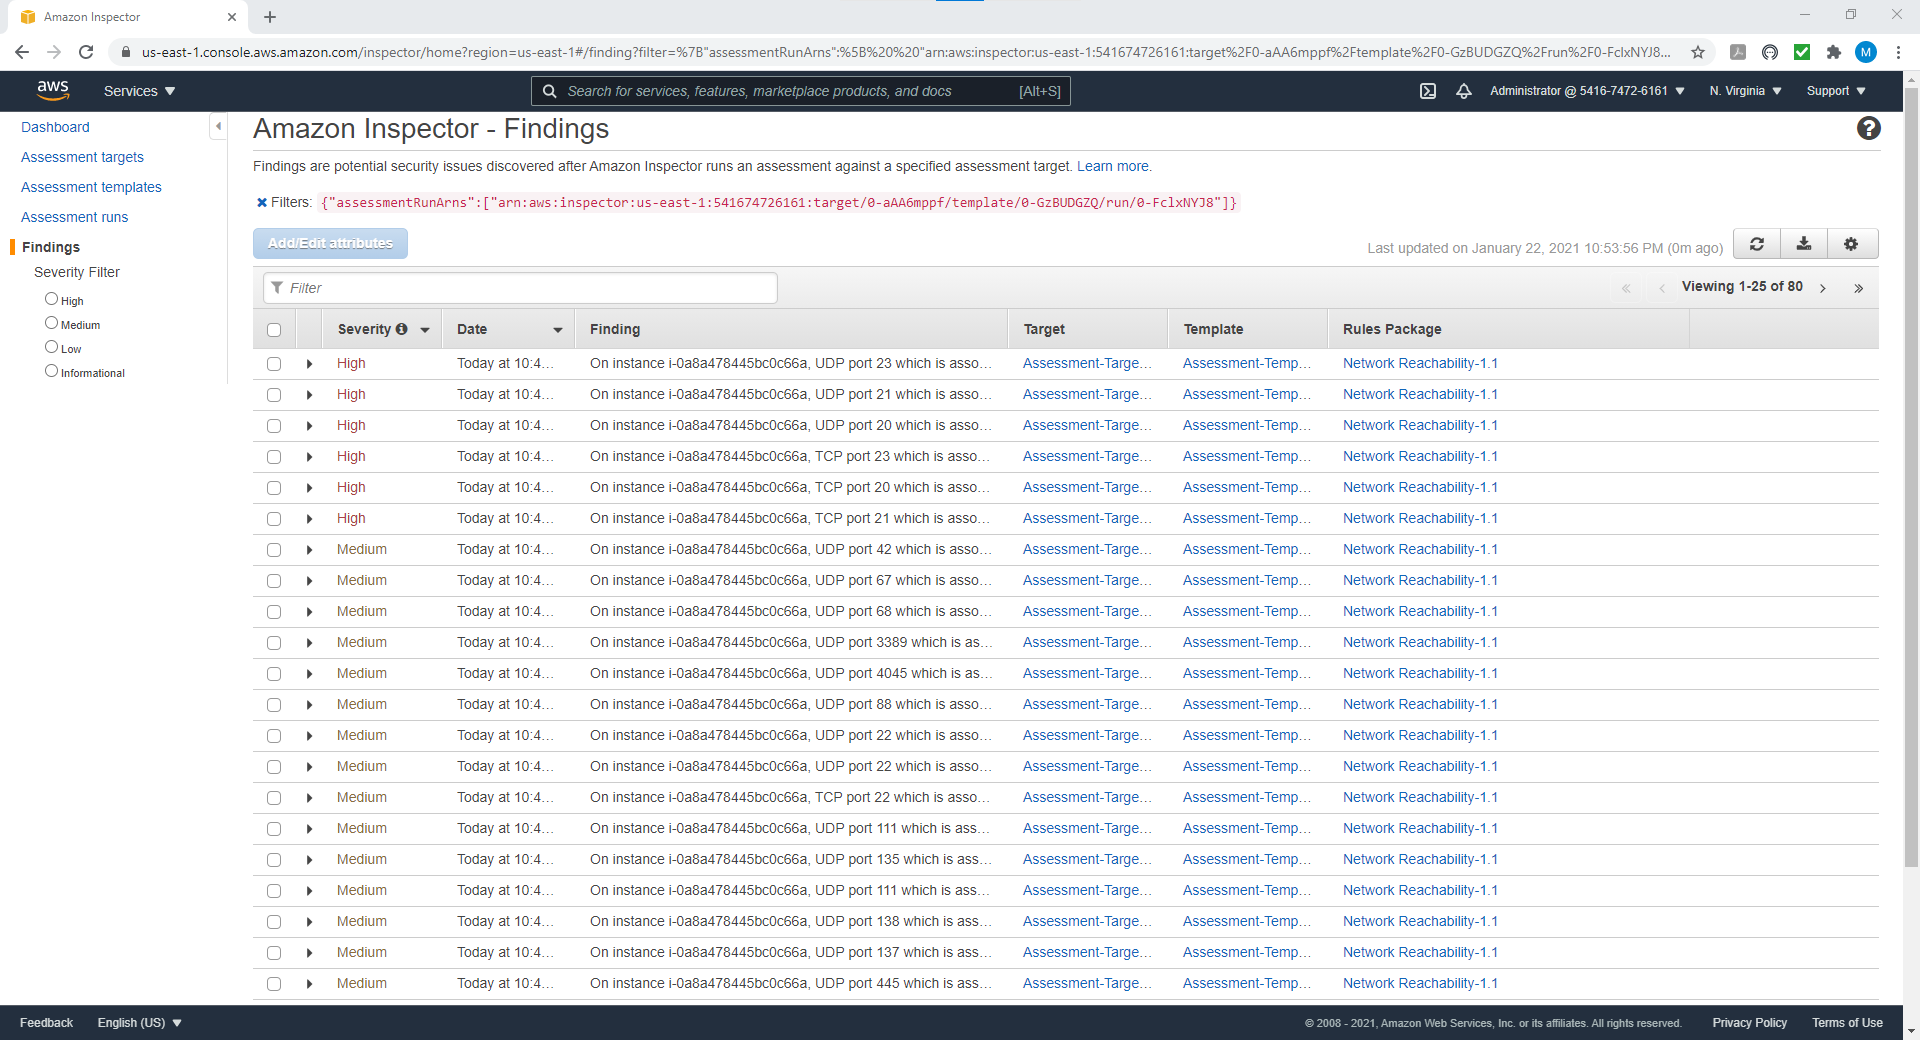 Amazon Inspector
us-east-1.console.aws.amazon.com/inspector/home?region=us-east-1#/finding?filter=%7B"assessmentRunArns":%5B%20%20"arn:aws:inspector:us-east-1:541674726161:target%2F0-aAA6mppf%2Ftemplate%2F0-GzBUDGZQ%2Frun%2F0-FclxNYJ8...
M
aws Services Search for services, features, marketplace products, and docs [Alt+S] Administrator @ 5416-7472-6161 N. Virginia Support
Dashboard
Assessment targets
Assessment templates
Assessment runs
Findings
Severity Filter
High
Medium
Low
Informational
Amazon Inspector - Findings
Findings are potential security issues discovered after Amazon Inspector runs an assessment against a specified assessment target. Learn more.
Filters: {"assessmentRunArns":["arn:aws:inspector:us-east-1:541674726161:target/0-aAA6mppf/template/0-GzBUDGZQ/run/0-FclxNYJ8"]}
Add/Edit attributes Last updated on January 22, 2021 10:53:56 PM (0m ago)
Filter « ‹ Viewing 1-25 of 80 › »
Severity Date Finding Target Template Rules Package
High Today at 10:4... On instance i-0a8a478445bc0c66a, UDP port 23 which is asso... Assessment-Targe... Assessment-Temp... Network Reachability-1.1
High Today at 10:4... On instance i-0a8a478445bc0c66a, UDP port 21 which is asso... Assessment-Targe... Assessment-Temp... Network Reachability-1.1
High Today at 10:4... On instance i-0a8a478445bc0c66a, UDP port 20 which is asso... Assessment-Targe... Assessment-Temp... Network Reachability-1.1
High Today at 10:4... On instance i-0a8a478445bc0c66a, TCP port 23 which is asso... Assessment-Targe... Assessment-Temp... Network Reachability-1.1
High Today at 10:4... On instance i-0a8a478445bc0c66a, TCP port 20 which is asso... Assessment-Targe... Assessment-Temp... Network Reachability-1.1
High Today at 10:4... On instance i-0a8a478445bc0c66a, TCP port 21 which is asso... Assessment-Targe... Assessment-Temp... Network Reachability-1.1
Medium Today at 10:4... On instance i-0a8a478445bc0c66a, UDP port 42 which is asso... Assessment-Targe... Assessment-Temp... Network Reachability-1.1
Medium Today at 10:4... On instance i-0a8a478445bc0c66a, UDP port 67 which is asso... Assessment-Targe... Assessment-Temp... Network Reachability-1.1
Medium Today at 10:4... On instance i-0a8a478445bc0c66a, UDP port 68 which is asso... Assessment-Targe... Assessment-Temp... Network Reachability-1.1
Medium Today at 10:4... On instance i-0a8a478445bc0c66a, UDP port 3389 which is as... Assessment-Targe... Assessment-Temp... Network Reachability-1.1
Medium Today at 10:4... On instance i-0a8a478445bc0c66a, UDP port 4045 which is as... Assessment-Targe... Assessment-Temp... Network Reachability-1.1
Medium Today at 10:4... On instance i-0a8a478445bc0c66a, UDP port 88 which is asso... Assessment-Targe... Assessment-Temp... Network Reachability-1.1
Medium Today at 10:4... On instance i-0a8a478445bc0c66a, UDP port 22 which is asso... Assessment-Targe... Assessment-Temp... Network Reachability-1.1
Medium Today at 10:4... On instance i-0a8a478445bc0c66a, UDP port 22 which is asso... Assessment-Targe... Assessment-Temp... Network Reachability-1.1
Medium Today at 10:4... On instance i-0a8a478445bc0c66a, TCP port 22 which is asso... Assessment-Targe... Assessment-Temp... Network Reachability-1.1
Medium Today at 10:4... On instance i-0a8a478445bc0c66a, UDP port 111 which is ass... Assessment-Targe... Assessment-Temp... Network Reachability-1.1
Medium Today at 10:4... On instance i-0a8a478445bc0c66a, UDP port 135 which is ass... Assessment-Targe... Assessment-Temp... Network Reachability-1.1
Medium Today at 10:4... On instance i-0a8a478445bc0c66a, UDP port 111 which is ass... Assessment-Targe... Assessment-Temp... Network Reachability-1.1
Medium Today at 10:4... On instance i-0a8a478445bc0c66a, UDP port 138 which is ass... Assessment-Targe... Assessment-Temp... Network Reachability-1.1
Medium Today at 10:4... On instance i-0a8a478445bc0c66a, UDP port 137 which is ass... Assessment-Targe... Assessment-Temp... Network Reachability-1.1
Medium Today at 10:4... On instance i-0a8a478445bc0c66a, UDP port 445 which is ass... Assessment-Targe... Assessment-Temp... Network Reachability-1.1
Feedback English (US) © 2008 - 2021, Amazon Web Services, Inc. or its affiliates. All rights reserved. Privacy Policy Terms of Use